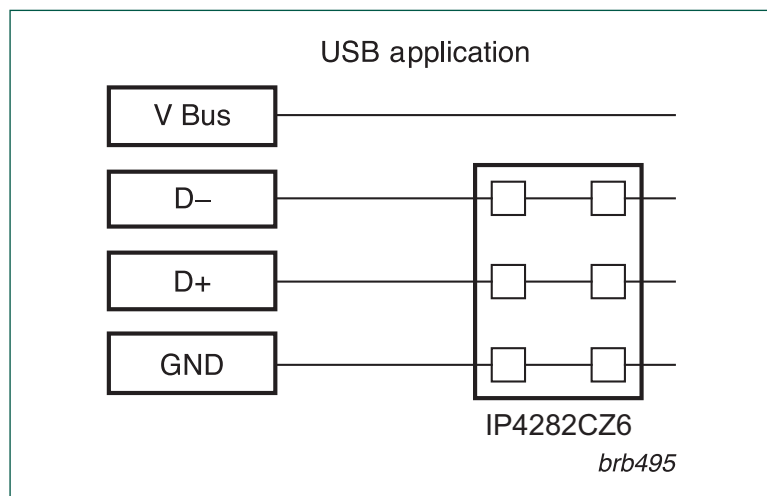 USB application
V Bus
D–
D+
GND
IP4282CZ6
brb495